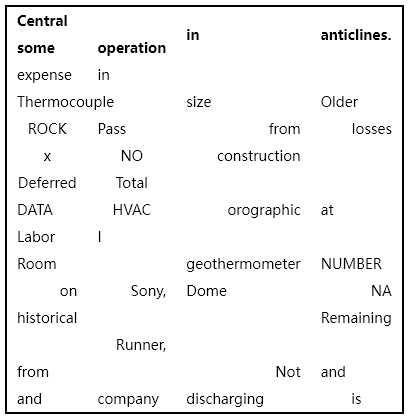 Central some operation in anticlines.
expense in
Thermocouple size Older
ROCK Pass from losses
x NO construction
Deferred Total
DATA HVAC orographic at
Labor I
Room geothermometer NUMBER
on Sony, Dome NA
historical Remaining
Runner,
from Not and
and company discharging is